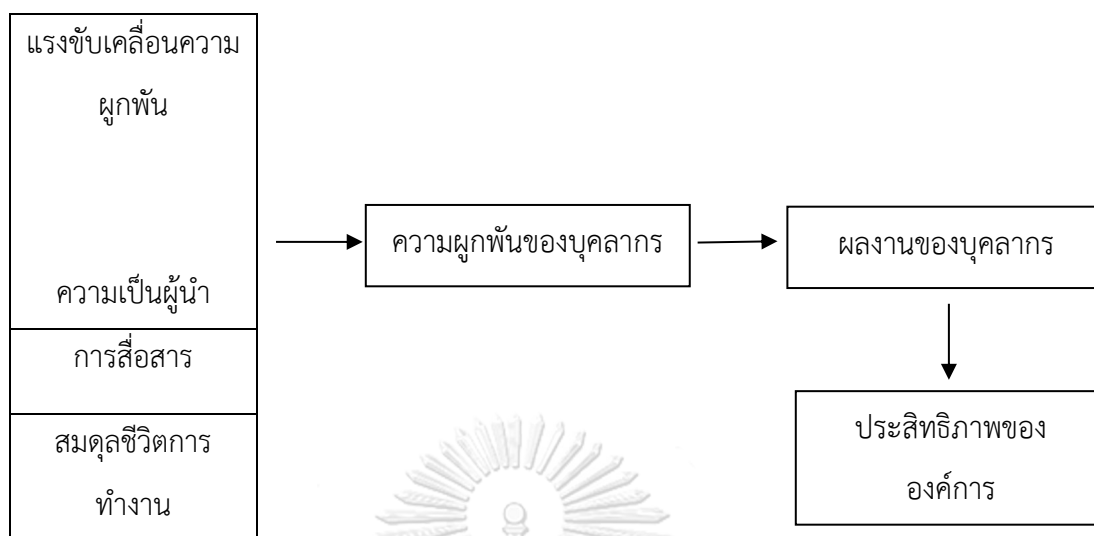 แรงขับเคลื่อนความ
ผูกพัน
ความเป็นผู้นำ
การสื่อสาร
สมดุลชีวิตการ
ทำงาน
ความผูกพันของบุคลากร
ผลงานของบุคลากร
ประสิทธิภาพของ
องค์การ